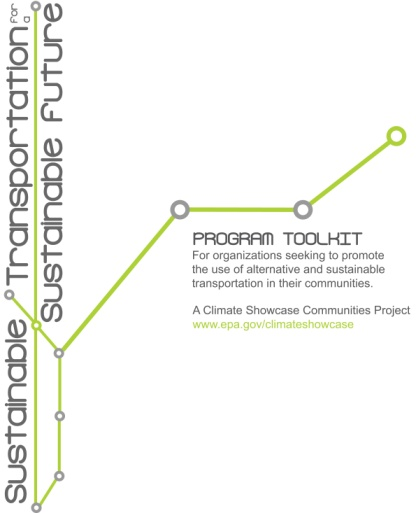 Sustainable Transportation for a
Sustainable Future
PROGRAM TOOLKIT
For organizations seeking to promote
the use of alternative and sustainable
transportation in their communities.
A Climate Showcase Communities Project
www.epa.gov/climateshowcase